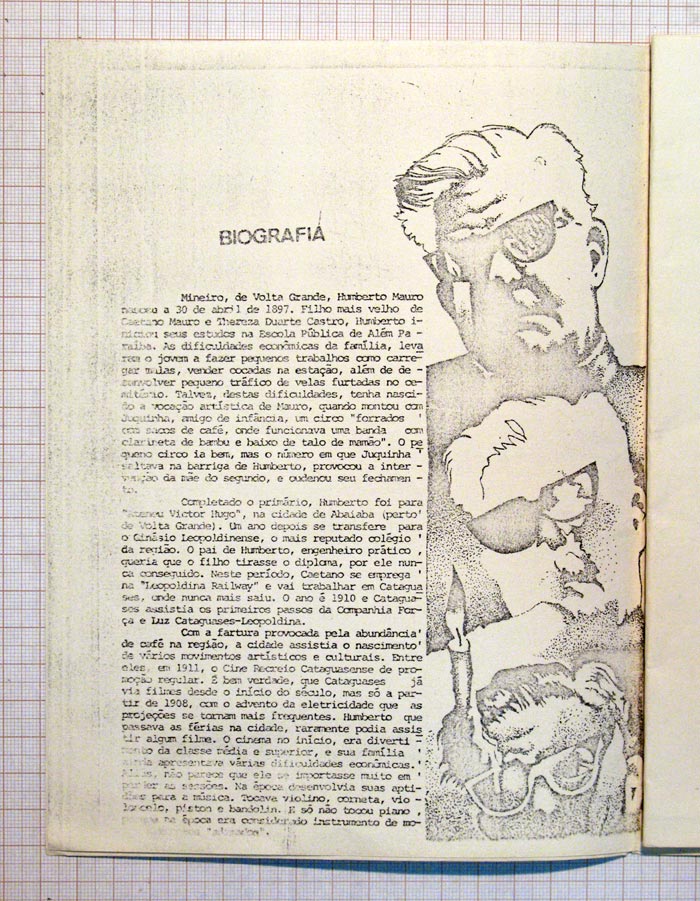 BIOGRAFIA
Mineiro, de Volta Grande, Humberto Mauro
nasceu a 30 de abril de 1897. Filho mais velho de
Caetano Mauro e Thereza Duarte Castro, Humberto i-
niciou seus estudos na Escola Pública de Além Pa -
raíba. As dificuldades econômicas da família, leva
ram o jovem a fazer pequenos trabalhos como carre-
gar malas, vender cocadas na estação, além de de -
senvolver pequeno tráfico de velas furtadas no ce-
mitério. Talvez, destas dificuldades, tenha nasci-
do a vocação artística de Mauro, quando montou com
Juquinha, amigo de infância, um circo "forrados '
com sacos de café, onde funcionava uma banda com
clarineta de bambu e baixo de talo de mamão". O pe
queno circo ia bem, mas o número em que Juquinha '
saltava na barriga de Humberto, provocou a inter -
venção da mãe do segundo, e oudenou seu fechamen -
to.
Completado o primário, Humberto foi para
"Ateneu Victor Hugo", na cidade de Abaiaba (perto'
de Volta Grande). Um ano depois se transfere para
o Ginásio Leopoldinense, o mais reputado colégio '
da região. O pai de Humberto, engenheiro prático ,
queria que o filho tirasse o diploma, por ele nun-
ca conseguido. Neste período, Caetano se emprega '
na "Leopoldina Railway" e vai trabalhar em Catagua
ses, onde nunca mais saiu. O ano é 1910 e Catagua-
ses assistia os primeiros passos da Companhia For-
ça e Luz Cataguases-Leopoldina.
Com a fartura provocada pela abundância'
de café na região, a cidade assistia o nascimento'
de vários movimentos artísticos e culturais. Entre
eles, em 1911, o Cine Recreio Cataguasense de pro-
moção regular. É bem verdade, que Cataguases já
via filmes desde o início do século, mas só a par-
tir de 1908, com o advento da eletricidade que as
projeções se tornam mais frequentes. Humberto que
passava as férias na cidade, raramente podia assis
tir algum filme. O cinema no início, era diverti -
mento da classe média e superior, e sua família '
ainda apresentava várias dificuldades econômicas.'
Aliás, não parece que ele se importasse muito em '
perder as sessões. Na época desenvolvia suas apti-
dões para a música. Tocava violino, corneta, vio -
loncelo, piston e bandolin. E só não tocou piano ,
porque na época era considerado instrumento de mo-